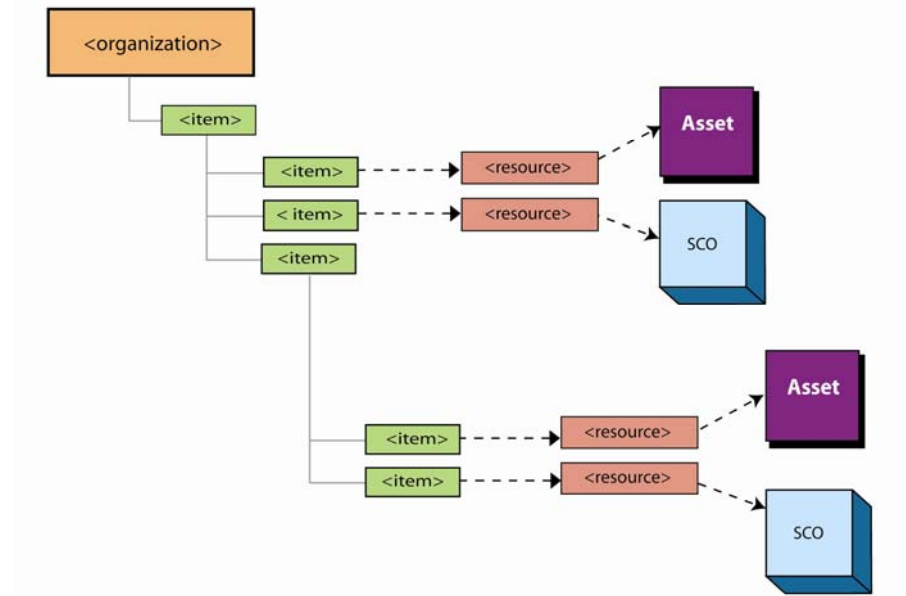 <organization>
<item>
Asset
<item>
<resource>
< item>
<resource>
SCO
<item>
Asset
<item>
<resource>
<item>
<resource>
SCO